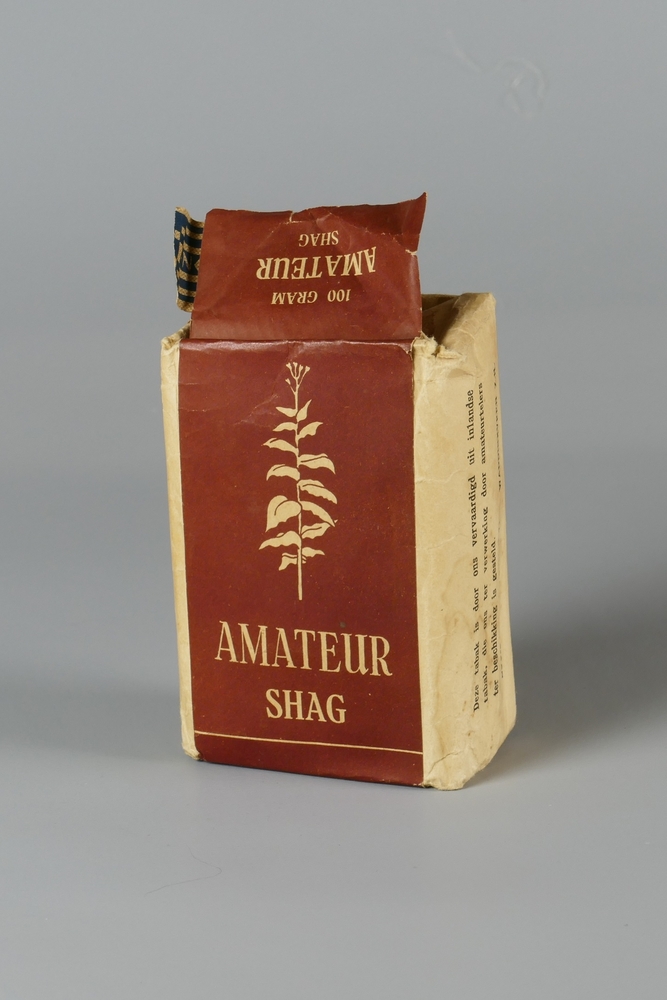 AMATEUR
SHAG
100 GRAM
AMATEUR
SHAG
Deze tabak is door ons vervaardigd uit inlandse
tabak, die ons ter verwerking door amateurtelers
ter beschikking is gesteld.